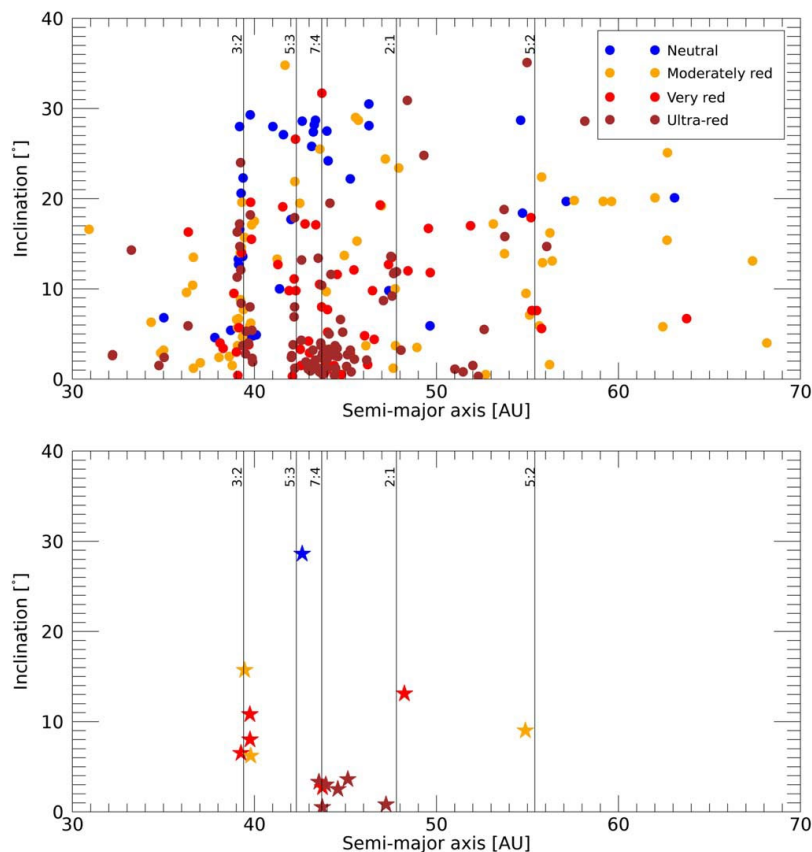 40
30
20
10
0
Inclination [°]
3:2
5:3
7:4
2:1
5:2
Neutral
Moderately red
Very red
Ultra-red
30 40 50 60 70
Semi-major axis [AU]
40
30
20
10
0
Inclination [°]
3:2
5:3
7:4
2:1
5:2
30 40 50 60 70
Semi-major axis [AU]